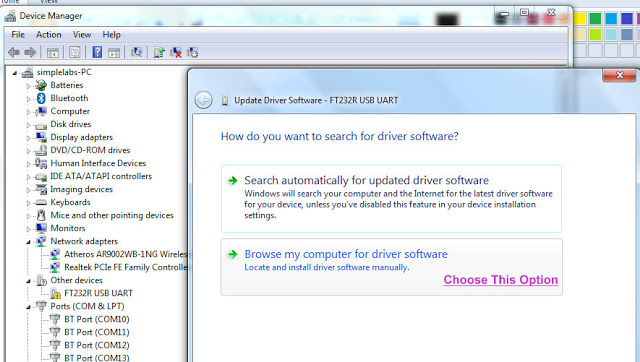 Home
Device Manager
File Action View Help
simplelabs-PC
Batteries
Bluetooth
Computer
Disk drives
Display adapters
DVD/CD-ROM drives
Human Interface Devices
IDE ATA/ATAPI controllers
Imaging devices
Keyboards
Mice and other pointing devices
Monitors
Network adapters
Atheros AR9002WB-1NG Wireles
Realtek PCIe FE Family Controlle
Other devices
FT232R USB UART
Ports (COM & LPT)
BT Port (COM10)
BT Port (COM11)
BT Port (COM12)
BT Port (COM13)
Update Driver Software - FT232R USB UART
How do you want to search for driver software?
Search automatically for updated driver software
Windows will search your computer and the Internet for the latest driver software
for your device, unless you've disabled this feature in your device installation
settings.
Browse my computer for driver software
Locate and install driver software manually.
Choose This Option